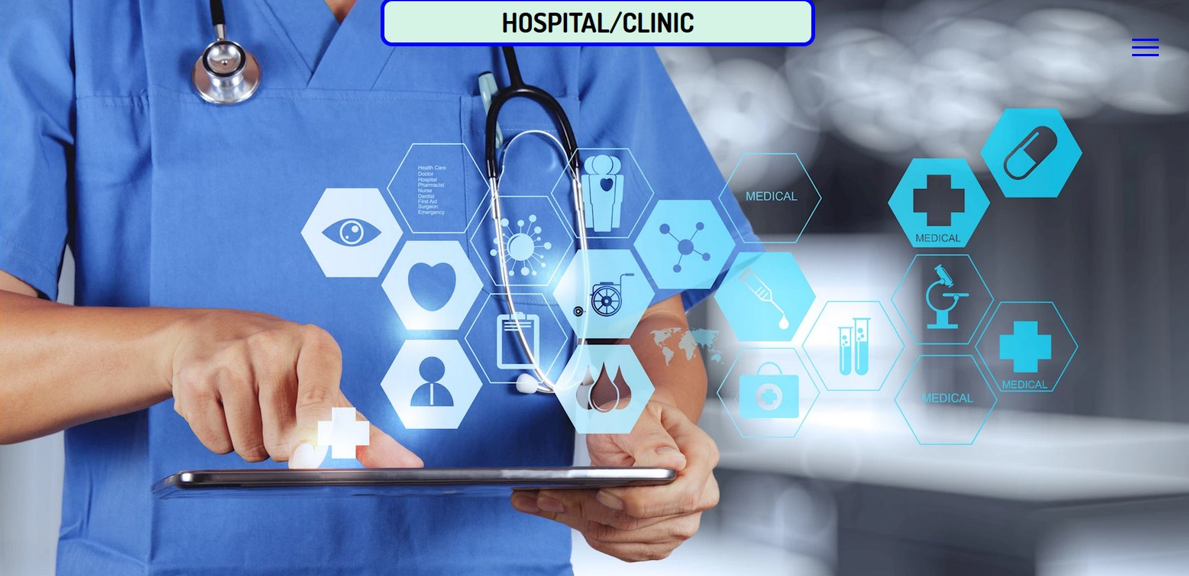 HOSPITAL/CLINIC
Health Care
Doctor
Hospital
Pharmacist
Nurse
Dentist
First Aid
Surgeon
Emergency
MEDICAL
MEDICAL
MEDICAL
MEDICAL